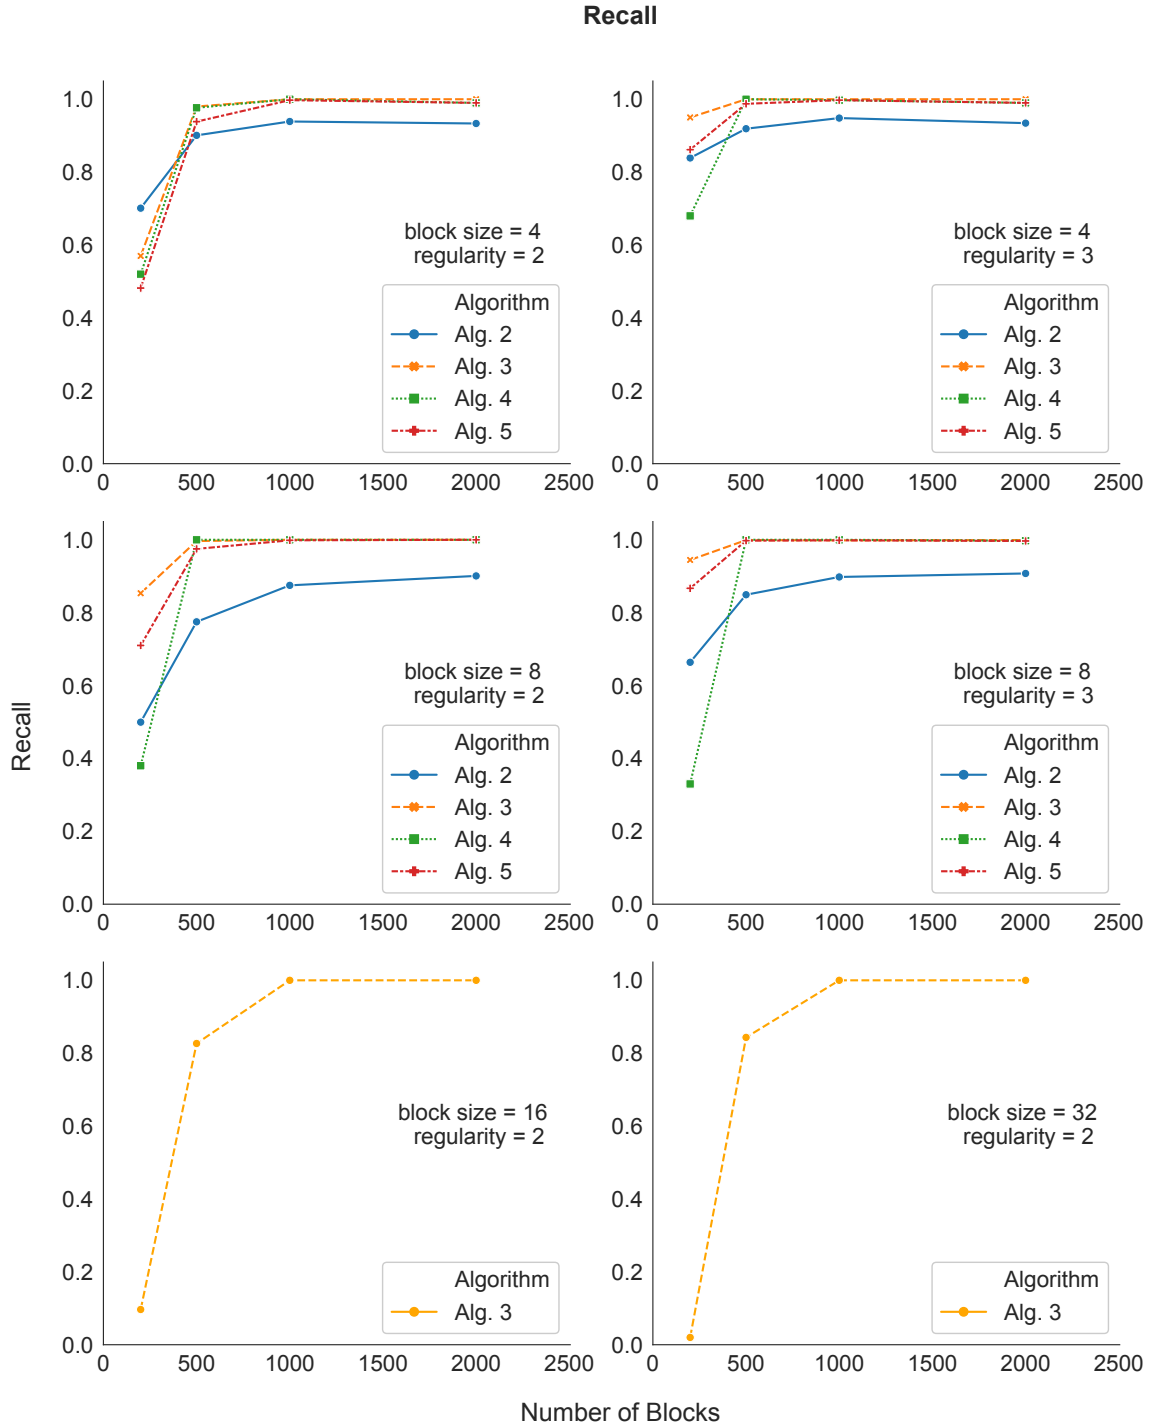 Recall
1.0
0.8
0.6
0.4
0.2
0.0
0 500 1000 1500 2000 2500
block size = 4
regularity = 2
Algorithm
Alg. 2
Alg. 3
Alg. 4
Alg. 5
1.0
0.8
0.6
0.4
0.2
0.0
0 500 1000 1500 2000 2500
block size = 4
regularity = 3
Algorithm
Alg. 2
Alg. 3
Alg. 4
Alg. 5
Recall
1.0
0.8
0.6
0.4
0.2
0.0
0 500 1000 1500 2000 2500
block size = 8
regularity = 2
Algorithm
Alg. 2
Alg. 3
Alg. 4
Alg. 5
1.0
0.8
0.6
0.4
0.2
0.0
0 500 1000 1500 2000 2500
block size = 8
regularity = 3
Algorithm
Alg. 2
Alg. 3
Alg. 4
Alg. 5
1.0
0.8
0.6
0.4
0.2
0.0
0 500 1000 1500 2000 2500
block size = 16
regularity = 2
Algorithm
Alg. 3
1.0
0.8
0.6
0.4
0.2
0.0
0 500 1000 1500 2000 2500
block size = 32
regularity = 2
Algorithm
Alg. 3
Number of Blocks